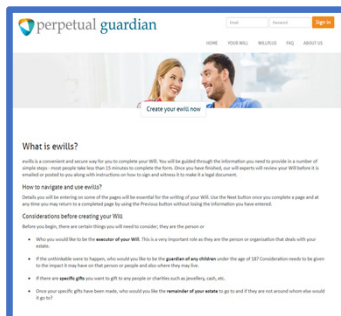 perpetual guardian
Email Password Sign in
HOME YOUR WILL WILLPLUS FAQ ABOUT US
Create your ewill now
What is ewills?
ewills is a convenient and secure way for you to complete your Will. You will be guided through the information you need to provide in a number of
simple steps - most people take less than 15 minutes to complete the form. Once you have finished, our will experts will review your Will before it is
emailed or posted to you along with instructions on how to sign and witness it to make it a legal document.
How to navigate and use ewills?
Details you will be entering on some of the pages will be essential for the writing of your Will. Use the Next button once you complete a page and at
any time you may return to a completed page by using the Previous button without losing the information you have entered.
Considerations before creating your Will
Before you begin, there are certain things you will need to consider, they are the person or
• Who you would like to be the executor of your Will. This is a very important role as they are the person or organisation that deals with your
estate.
• If the unthinkable were to happen, who would you like to be the guardian of any children under the age of 18? Consideration needs to be given
to the impact it may have on that person or people and also where they may live.
• If there are specific gifts you want to gift to any people or charities such as jewellery, cash, etc.
• Once your specific gifts have been made, who would you like the remainder of your estate to go to and if they are not around whom else would
it go to?